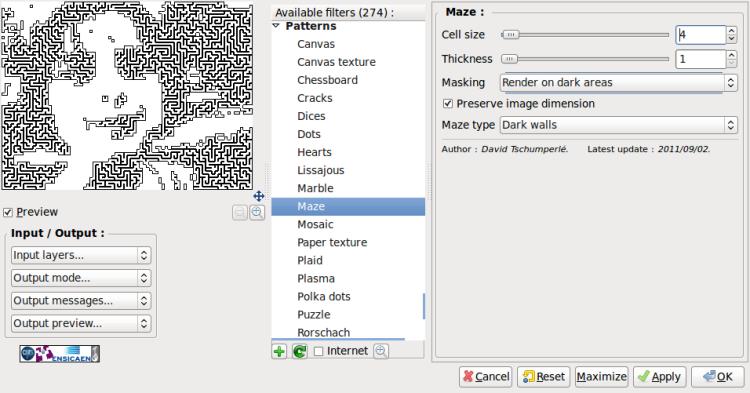 Preview
Input / Output :
Input layers...
Output mode...
Output messages...
Output preview...
ENSICAEN
Available filters (274) :
Patterns
Canvas
Canvas texture
Chessboard
Cracks
Dices
Dots
Hearts
Lissajous
Marble
Maze
Mosaic
Paper texture
Plaid
Plasma
Polka dots
Puzzle
Rorschach
Internet
Maze :
Cell size 4
Thickness 1
Masking Render on dark areas
Preserve image dimension
Maze type Dark walls
Author : David Tschumperlé. Latest update : 2011/09/02.
Cancel Reset Maximize Apply OK